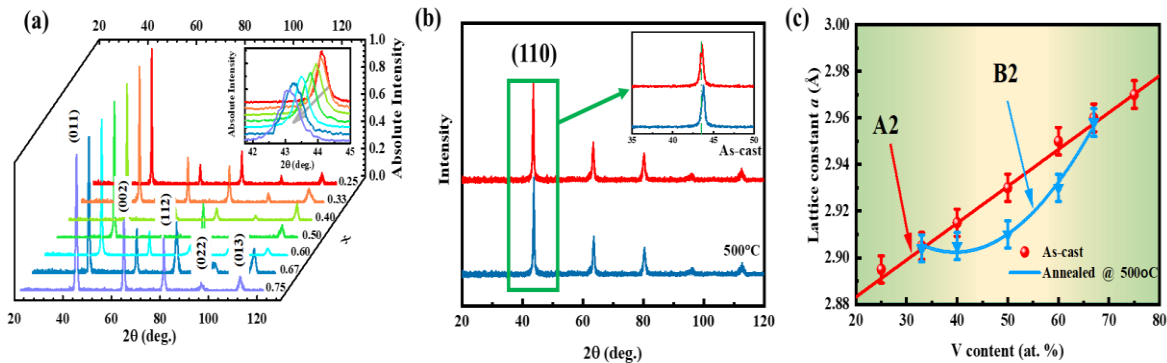 (a)
20 40 60 80 100 120
1.0
0.8
0.6
0.4
0.2
0.0
Absolute Intensity
Absolute Intensity
42 43 44 45
2θ (deg.)
(011)
(002)
(112)
(022)
(013)
0.25
0.33
0.40
0.50
0.60
0.67
0.75
x
20 40 60 80 100 120
2θ (deg.)
(b)
(110)
35 40 45 50
As-cast
500°C
Intensity
20 40 60 80 100 120
2θ (deg.)
(c)
3.00
2.98
2.96
2.94
2.92
2.90
2.88
Lattice constant a (Å)
A2
B2
As-cast
Annealed @ 500oC
20 30 40 50 60 70 80
V content (at. %)